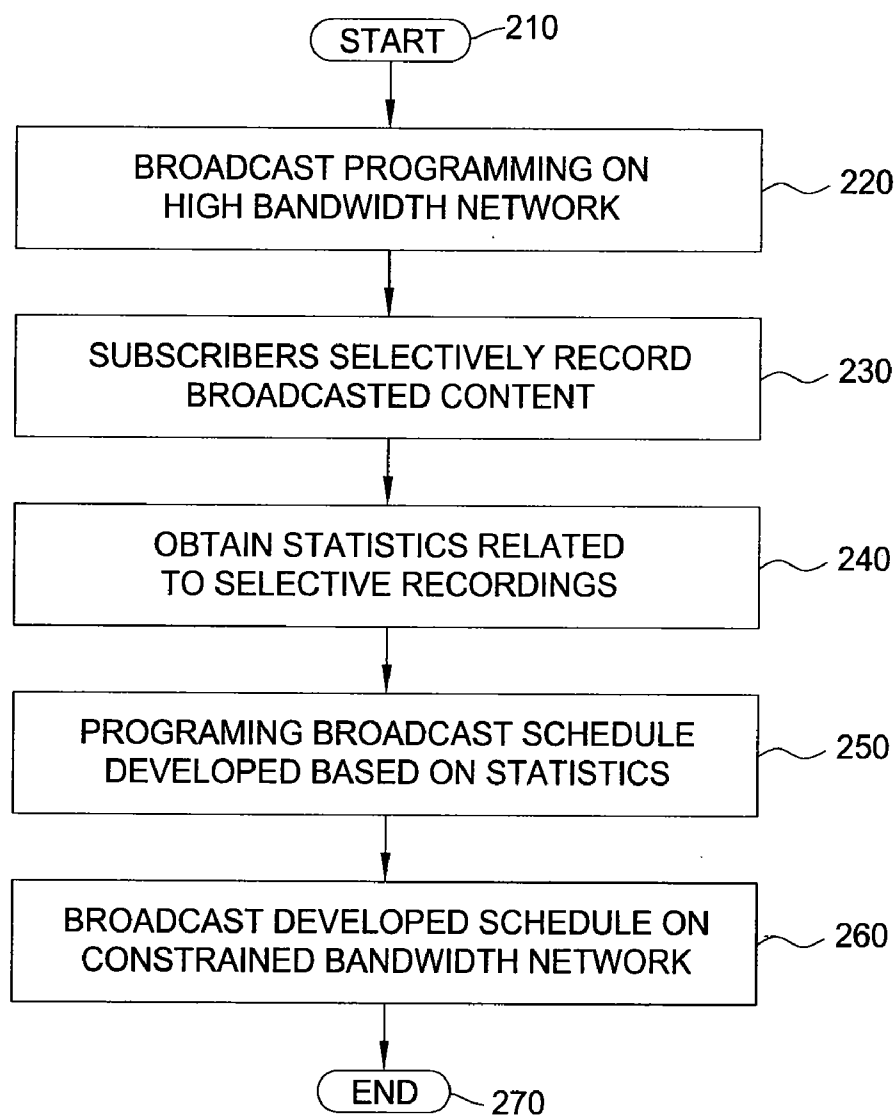 START
210
BROADCAST PROGRAMMING ON
HIGH BANDWIDTH NETWORK
220
SUBSCRIBERS SELECTIVELY RECORD
BROADCASTED CONTENT
230
OBTAIN STATISTICS RELATED
TO SELECTIVE RECORDINGS
240
PROGRAMING BROADCAST SCHEDULE
DEVELOPED BASED ON STATISTICS
250
BROADCAST DEVELOPED SCHEDULE ON
CONSTRAINED BANDWIDTH NETWORK
260
END
270